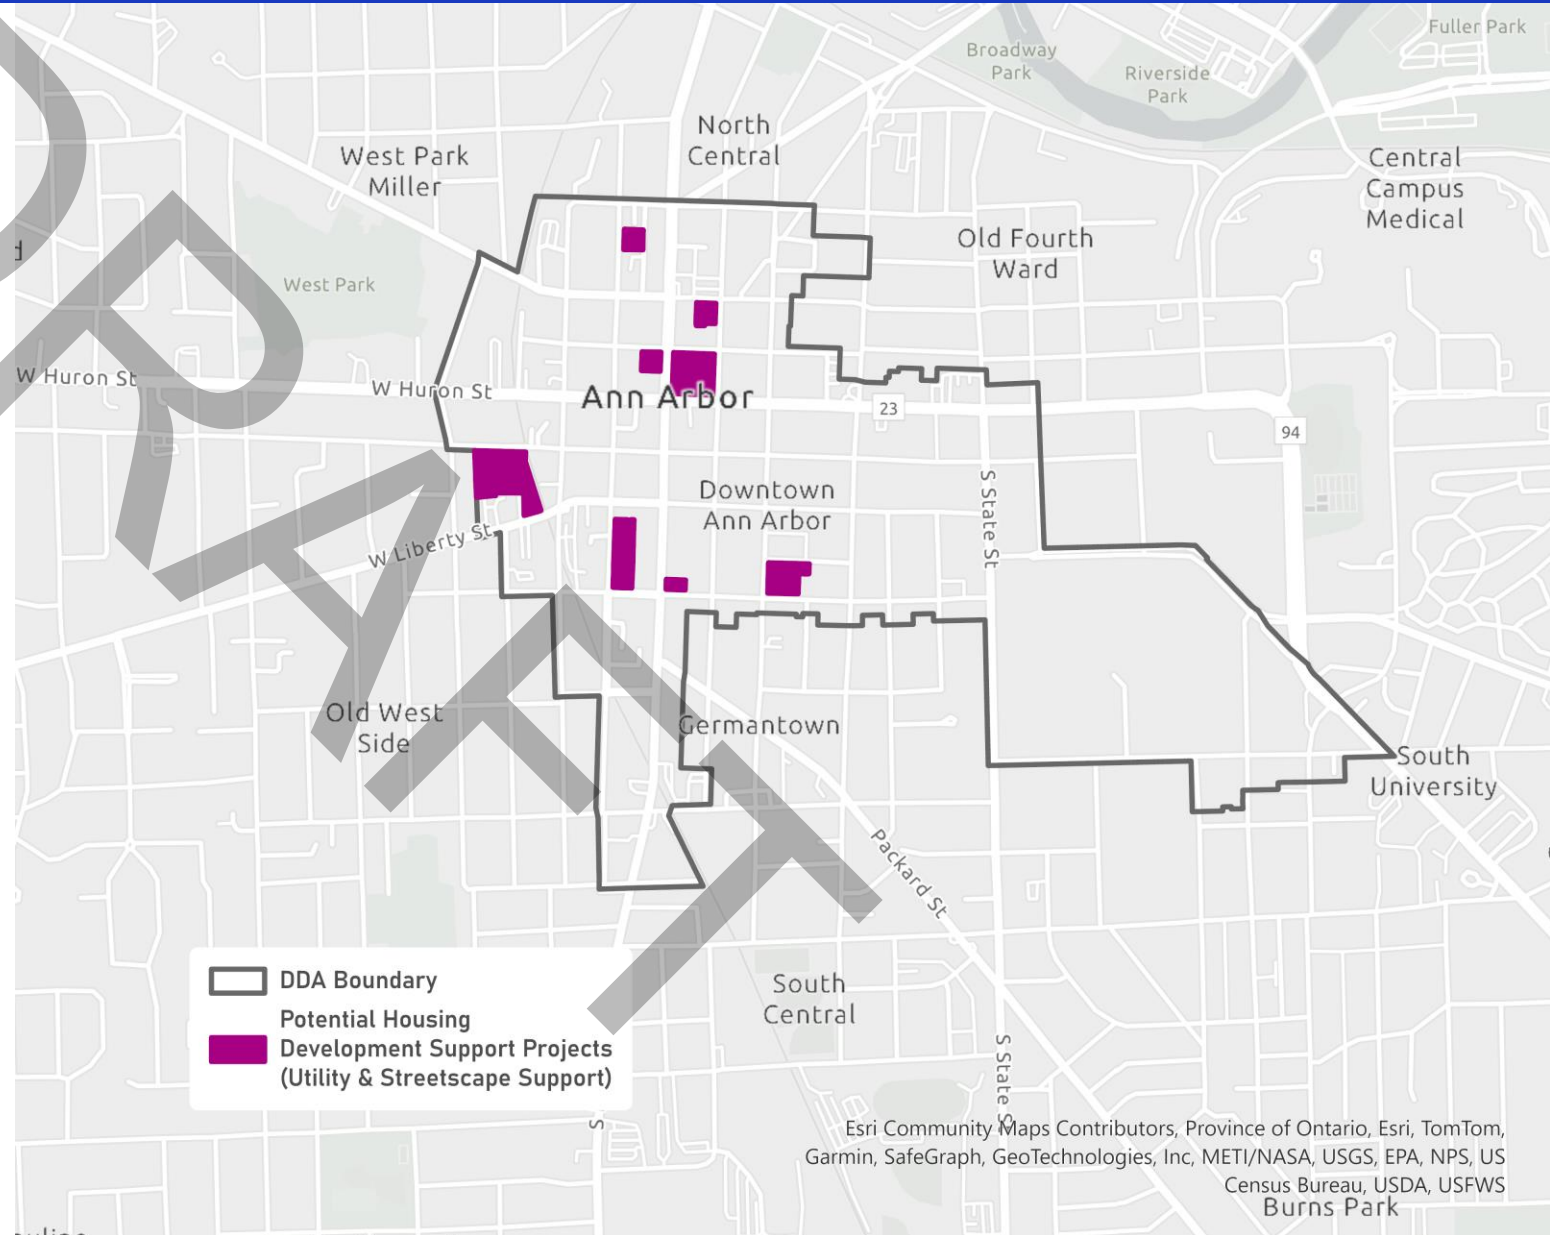 Fuller Park
Broadway
Park
Riverside
Park
North
Central
West Park
Miller
Central
Campus
Medical
Old Fourth
Ward
d
West Park
W Huron St
W Huron St
Ann Arbor
23
94
Downtown
Ann Arbor
S State St
W Liberty St
Old West
Side
Germantown
South
University
Packard St
DRAFT
DDA Boundary
Potential Housing
Development Support Projects
(Utility & Streetscape Support)
South
Central
S State S
S
Esri Community Maps Contributors, Province of Ontario, Esri, TomTom,
Garmin, SafeGraph, GeoTechnologies, Inc, METI/NASA, USGS, EPA, NPS, US
Census Bureau, USDA, USFWS
Burns Park